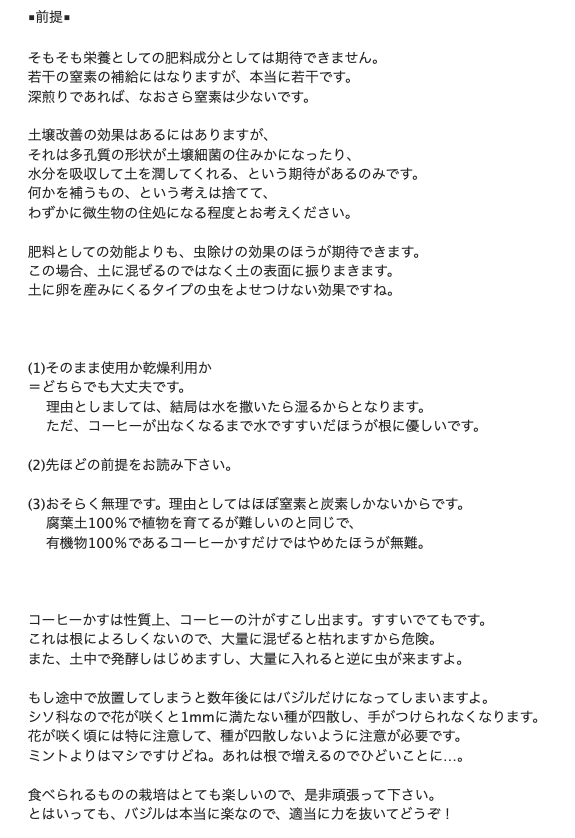 ▪前提▪
そもそも栄養としての肥料成分としては期待できません。
若干の窒素の補給にはなりますが、本当に若干です。
深煎りであれば、なおさら窒素は少ないです。
土壌改善の効果はあるにはありますが、
それは多孔質の形状が土壌細菌の住みかになったり、
水分を吸収して土を潤してくれる、という期待があるのみです。
何かを補うもの、という考えは捨てて、
わずかに微生物の住処になる程度とお考えください。
肥料としての効能よりも、虫除けの効果のほうが期待できます。
この場合、土に混ぜるのではなく土の表面に振りまきます。
土に卵を産みにくるタイプの虫をよせつけない効果ですね。
(1)そのまま使用か乾燥利用か
＝どちらでも大丈夫です。
理由としましては、結局は水を撒いたら湿るからとなります。
ただ、コーヒーが出なくなるまで水ですすいだほうが根に優しいです。
(2)先ほどの前提をお読み下さい。
(3)おそらく無理です。理由としてはほぼ窒素と炭素しかないからです。
腐葉土100％で植物を育てるが難しいのと同じで、
有機物100％であるコーヒーかすだけではやめたほうが無難。
コーヒーかすは性質上、コーヒーの汁がすこし出ます。すすいでてもです。
これは根によろしくないので、大量に混ぜると枯れますから危険。
また、土中で発酵しはじめますし、大量に入れると逆に虫が来ますよ。
もし途中で放置してしまうと数年後にはバジルだけになってしまいますよ。
シソ科なので花が咲くと1mmに満たない種が四散し、手がつけられなくなります。
花が咲く頃には特に注意して、種が四散しないように注意が必要です。
ミントよりはマシですけどね。あれは根で増えるのでひどいことに…。
食べられるものの栽培はとても楽しいので、是非頑張って下さい。
とはいっても、バジルは本当に楽なので、適当に力を抜いてどうぞ！